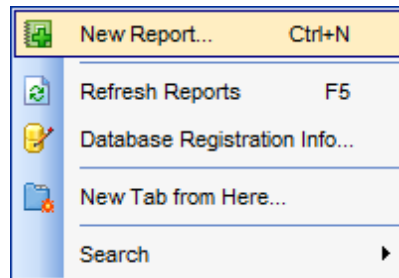 New Report... Ctrl+N
Refresh Reports F5
Database Registration Info...
New Tab from Here...
Search